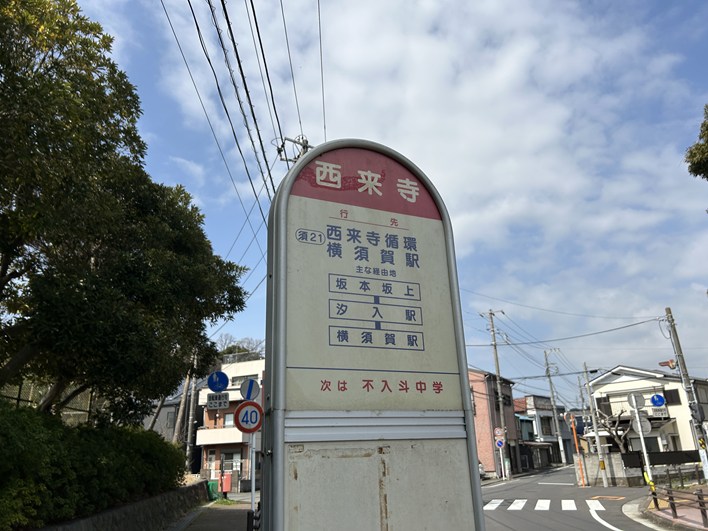 西来寺
行先
須21
西来寺循環
横須賀駅
主な経由地
坂本坂上
汐入駅
横須賀駅
次は 不入斗中学
40